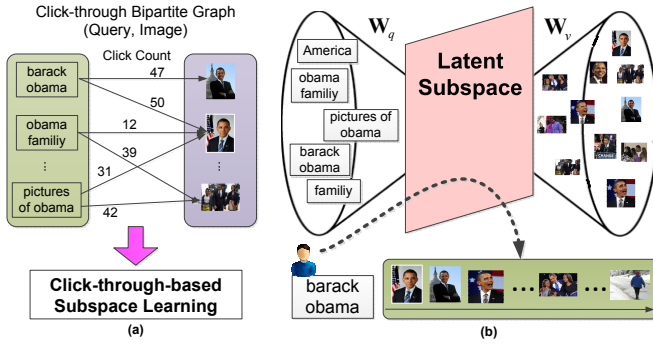 Click-through Bipartite Graph
(Query, Image)
Click Count
barack
obama
47
50
obama
familiy
12
39
⋮
⋮
31
pictures
of obama
42
Click-through-based
Subspace Learning
(a)
W_q
W_v
America
obama
familiy
pictures of
obama
barack
obama
familiy
Latent
Subspace
CHANGE
barack
obama
•••
•••
(b)